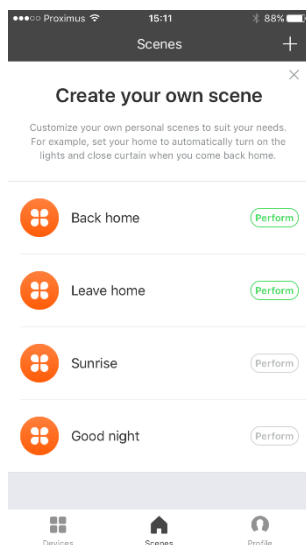 Proximus 15:11 88%
Scenes
Create your own scene
Customize your own personal scenes to suit your needs.
For example, set your home to automatically turn on the
lights and close curtain when you come back home.
Back home Perform
Leave home Perform
Sunrise Perform
Good night Perform
Devices Scenes Profile